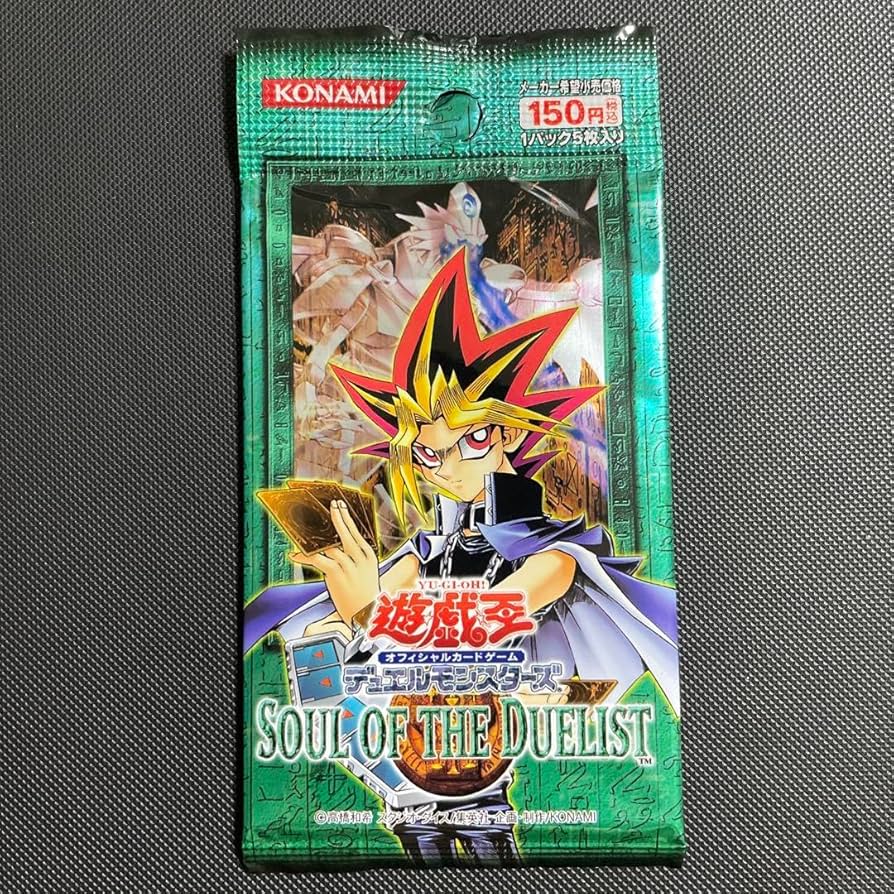 KONAMI
メーカー希望小売価格
150円税込
1パック5枚入り
YU-GI-OH!
遊戯王
オフィシャルカードゲーム
デュエルモンスターズ
SOUL OF THE DUELIST™
©高橋和希 スタジオ・ダイス/集英社 企画・制作/KONAMI